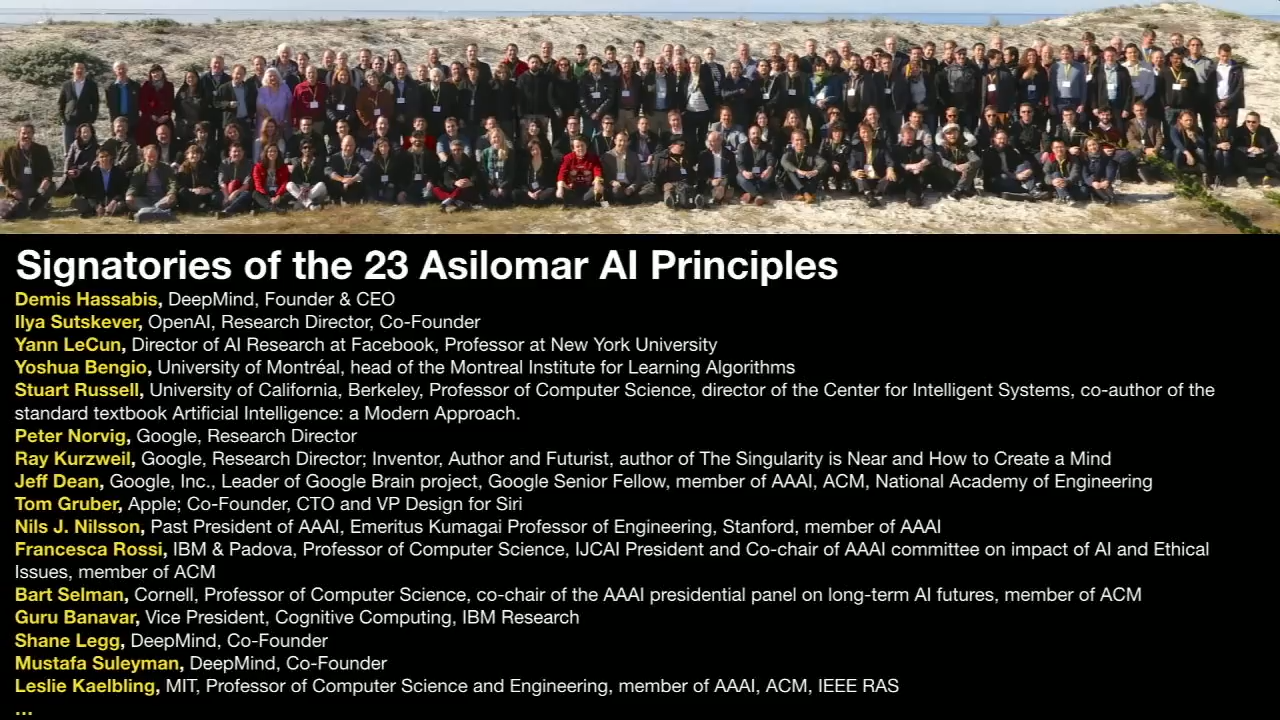 Signatories of the 23 Asilomar AI Principles
Demis Hassabis, DeepMind, Founder & CEO
Ilya Sutskever, OpenAI, Research Director, Co-Founder
Yann LeCun, Director of AI Research at Facebook, Professor at New York University
Yoshua Bengio, University of Montréal, head of the Montreal Institute for Learning Algorithms
Stuart Russell, University of California, Berkeley, Professor of Computer Science, director of the Center for Intelligent Systems, co-author of the
standard textbook Artificial Intelligence: a Modern Approach.
Peter Norvig, Google, Research Director
Ray Kurzweil, Google, Research Director; Inventor, Author and Futurist, author of The Singularity is Near and How to Create a Mind
Jeff Dean, Google, Inc., Leader of Google Brain project, Google Senior Fellow, member of AAAI, ACM, National Academy of Engineering
Tom Gruber, Apple; Co-Founder, CTO and VP Design for Siri
Nils J. Nilsson, Past President of AAAI, Emeritus Kumagai Professor of Engineering, Stanford, member of AAAI
Francesca Rossi, IBM & Padova, Professor of Computer Science, IJCAI President and Co-chair of AAAI committee on impact of AI and Ethical
Issues, member of ACM
Bart Selman, Cornell, Professor of Computer Science, co-chair of the AAAI presidential panel on long-term AI futures, member of ACM
Guru Banavar, Vice President, Cognitive Computing, IBM Research
Shane Legg, DeepMind, Co-Founder
Mustafa Suleyman, DeepMind, Co-Founder
Leslie Kaelbling, MIT, Professor of Computer Science and Engineering, member of AAAI, ACM, IEEE RAS
...